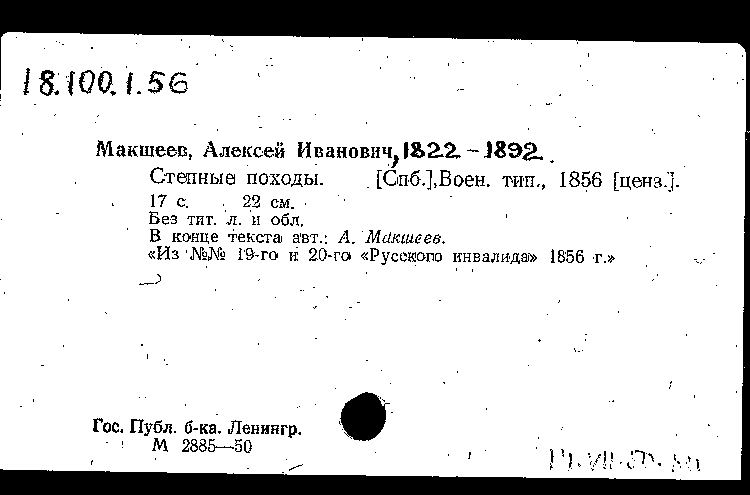 18.100.1.56
Макшеев, Алексей Иванович, 1822-1892.
Степные походы. [Спб.], Воен. тип., 1856 [ценз.].
17 с. 22 см.
Без тит. л. и обл.
В конце текста авт.: А. Макшеев.
«Из №№ 19-го и 20-го «Русского инвалида» 1856 г.»
Гос. Публ. б-ка. Ленингр.
М 2885—50